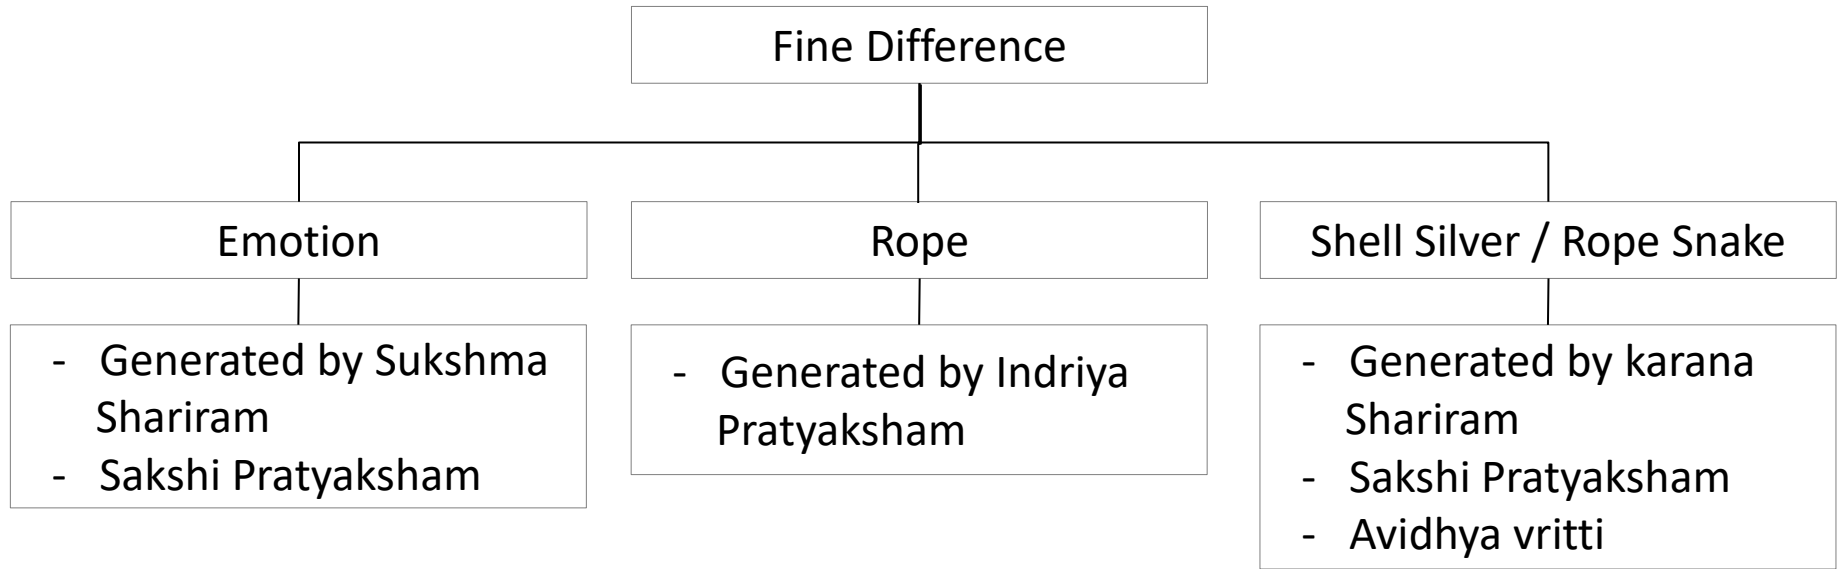 Fine Difference
Emotion
Rope
Shell Silver / Rope Snake
- Generated by Sukshma
Shariram
- Sakshi Pratyaksham
- Generated by Indriya
Pratyaksham
- Generated by karana
Shariram
- Sakshi Pratyaksham
- Avidhya vritti